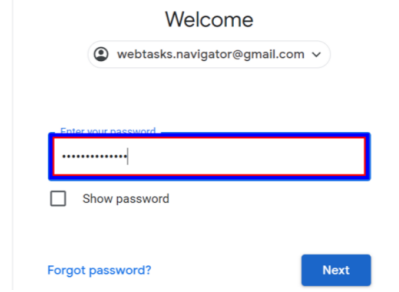 Welcome
webtasks.navigator@gmail.com
Enter your password
••••••••••••••
Show password
Forgot password?
Next